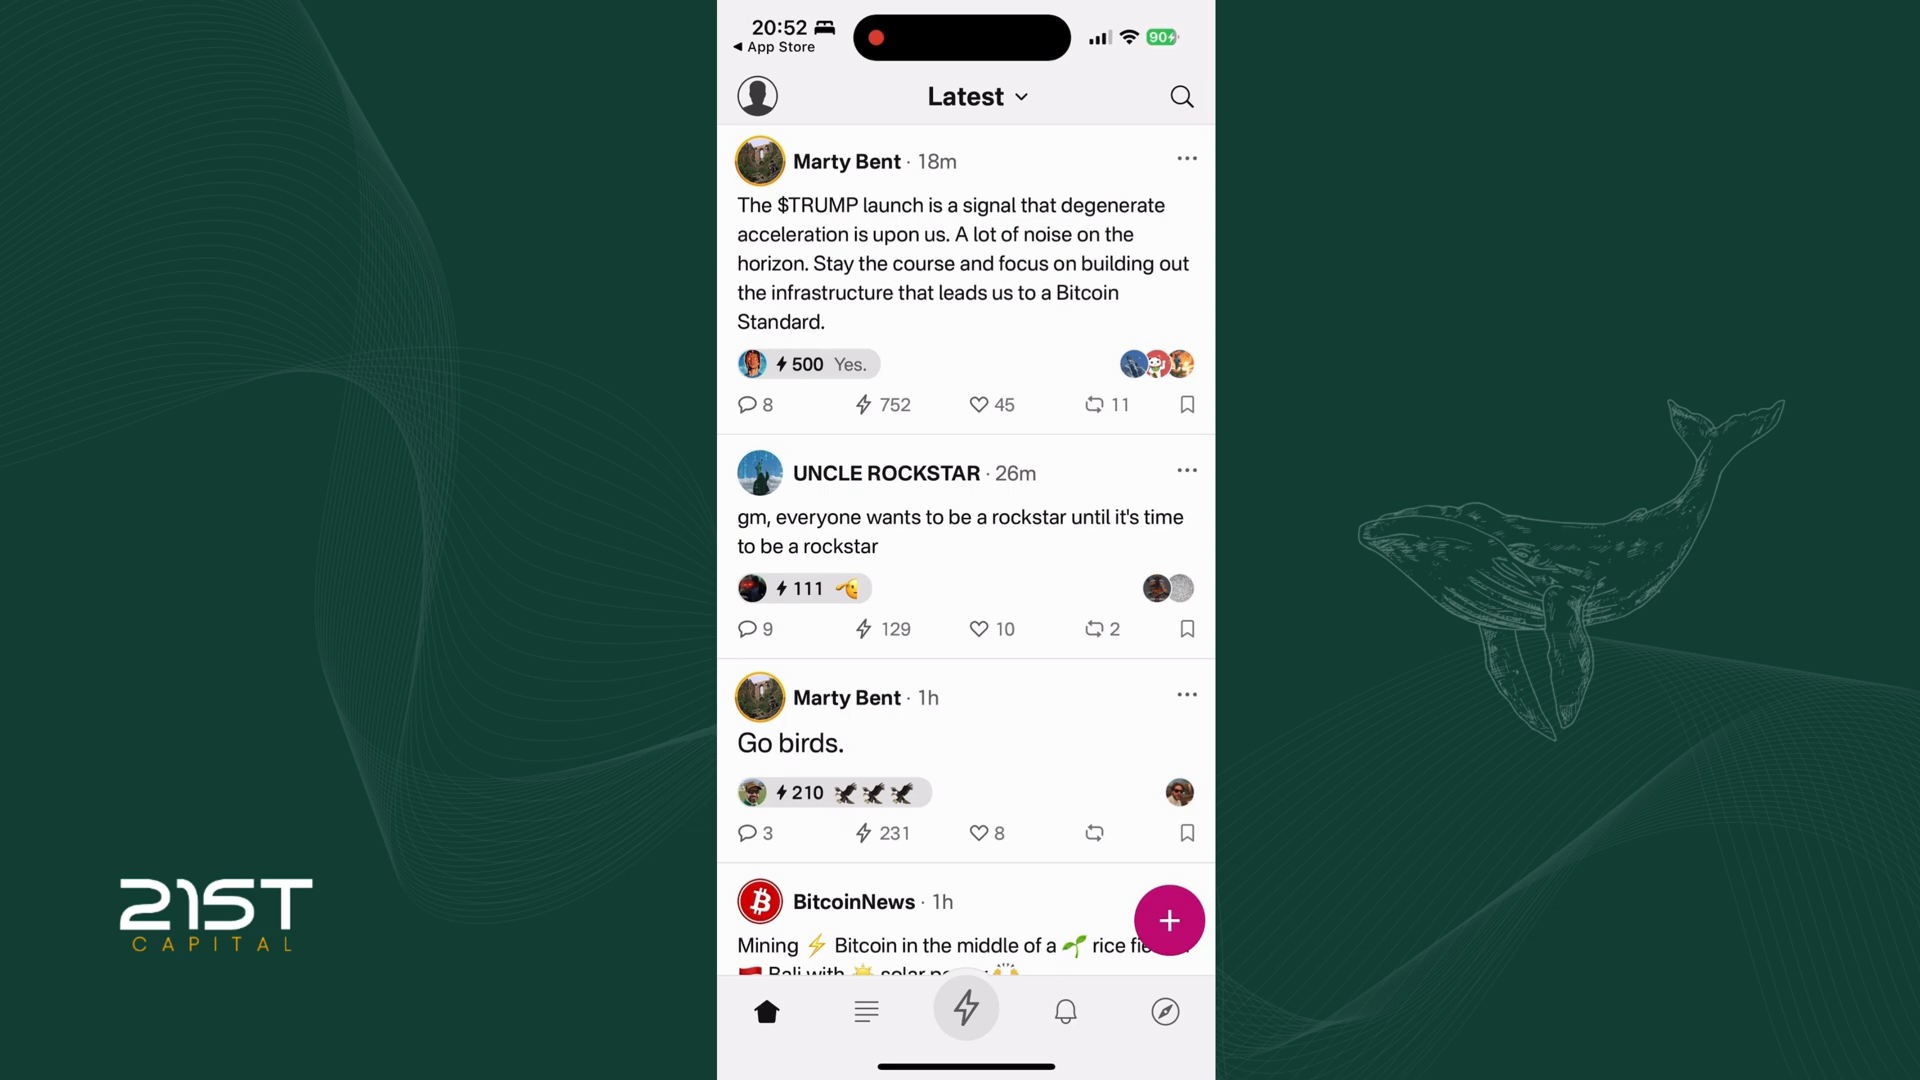 20:52
◀ App Store
90
Latest
Marty Bent · 18m
The $TRUMP launch is a signal that degenerate
acceleration is upon us. A lot of noise on the
horizon. Stay the course and focus on building out
the infrastructure that leads us to a Bitcoin
Standard.
500 Yes.
8 752 45 11
UNCLE ROCKSTAR · 26m
gm, everyone wants to be a rockstar until it's time
to be a rockstar
111
9 129 10 2
Marty Bent · 1h
Go birds.
210
3 231 8
BitcoinNews · 1h
Mining ⚡ Bitcoin in the middle of a 🌱 rice
Bali with ☀️ solar
21ST
CAPITAL